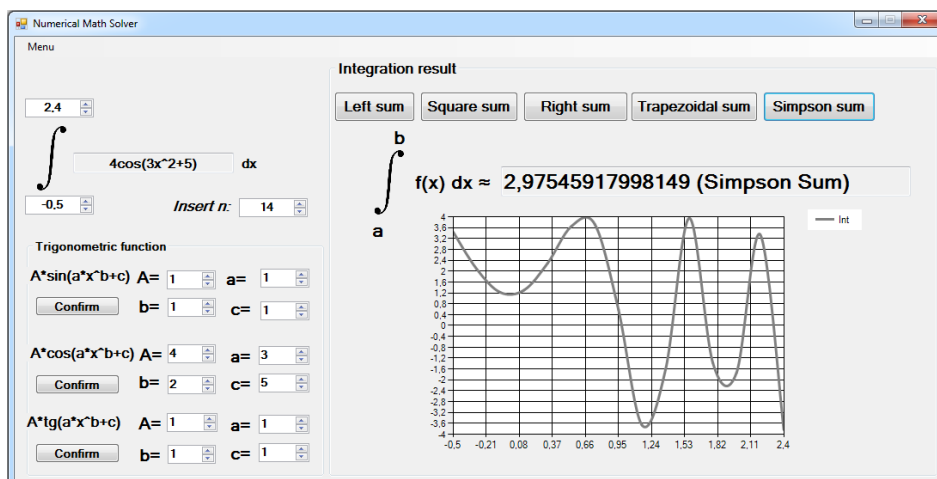 Numerical Math Solver
Menu
2,4
4cos(3x^2+5) dx
-0,5
Insert n: 14
Trigonometric function
A*sin(a*x^b+c) A= 1 a= 1
Confirm b= 1 c= 1
A*cos(a*x^b+c) A= 4 a= 3
Confirm b= 2 c= 5
A*tg(a*x^b+c) A= 1 a= 1
Confirm b= 1 c= 1
Integration result
Left sum Square sum Right sum Trapezoidal sum Simpson sum
b
f(x) dx ≈ 2,97545917998149 (Simpson Sum)
a
4
3,6
3,2
2,8
2,4
2
1,6
1,2
0,8
0,4
0
-0,4
-0,8
-1,2
-1,6
-2
-2,4
-2,8
-3,2
-3,6
-4
-0,5 -0,21 0,08 0,37 0,66 0,95 1,24 1,53 1,82 2,11 2,4
Int